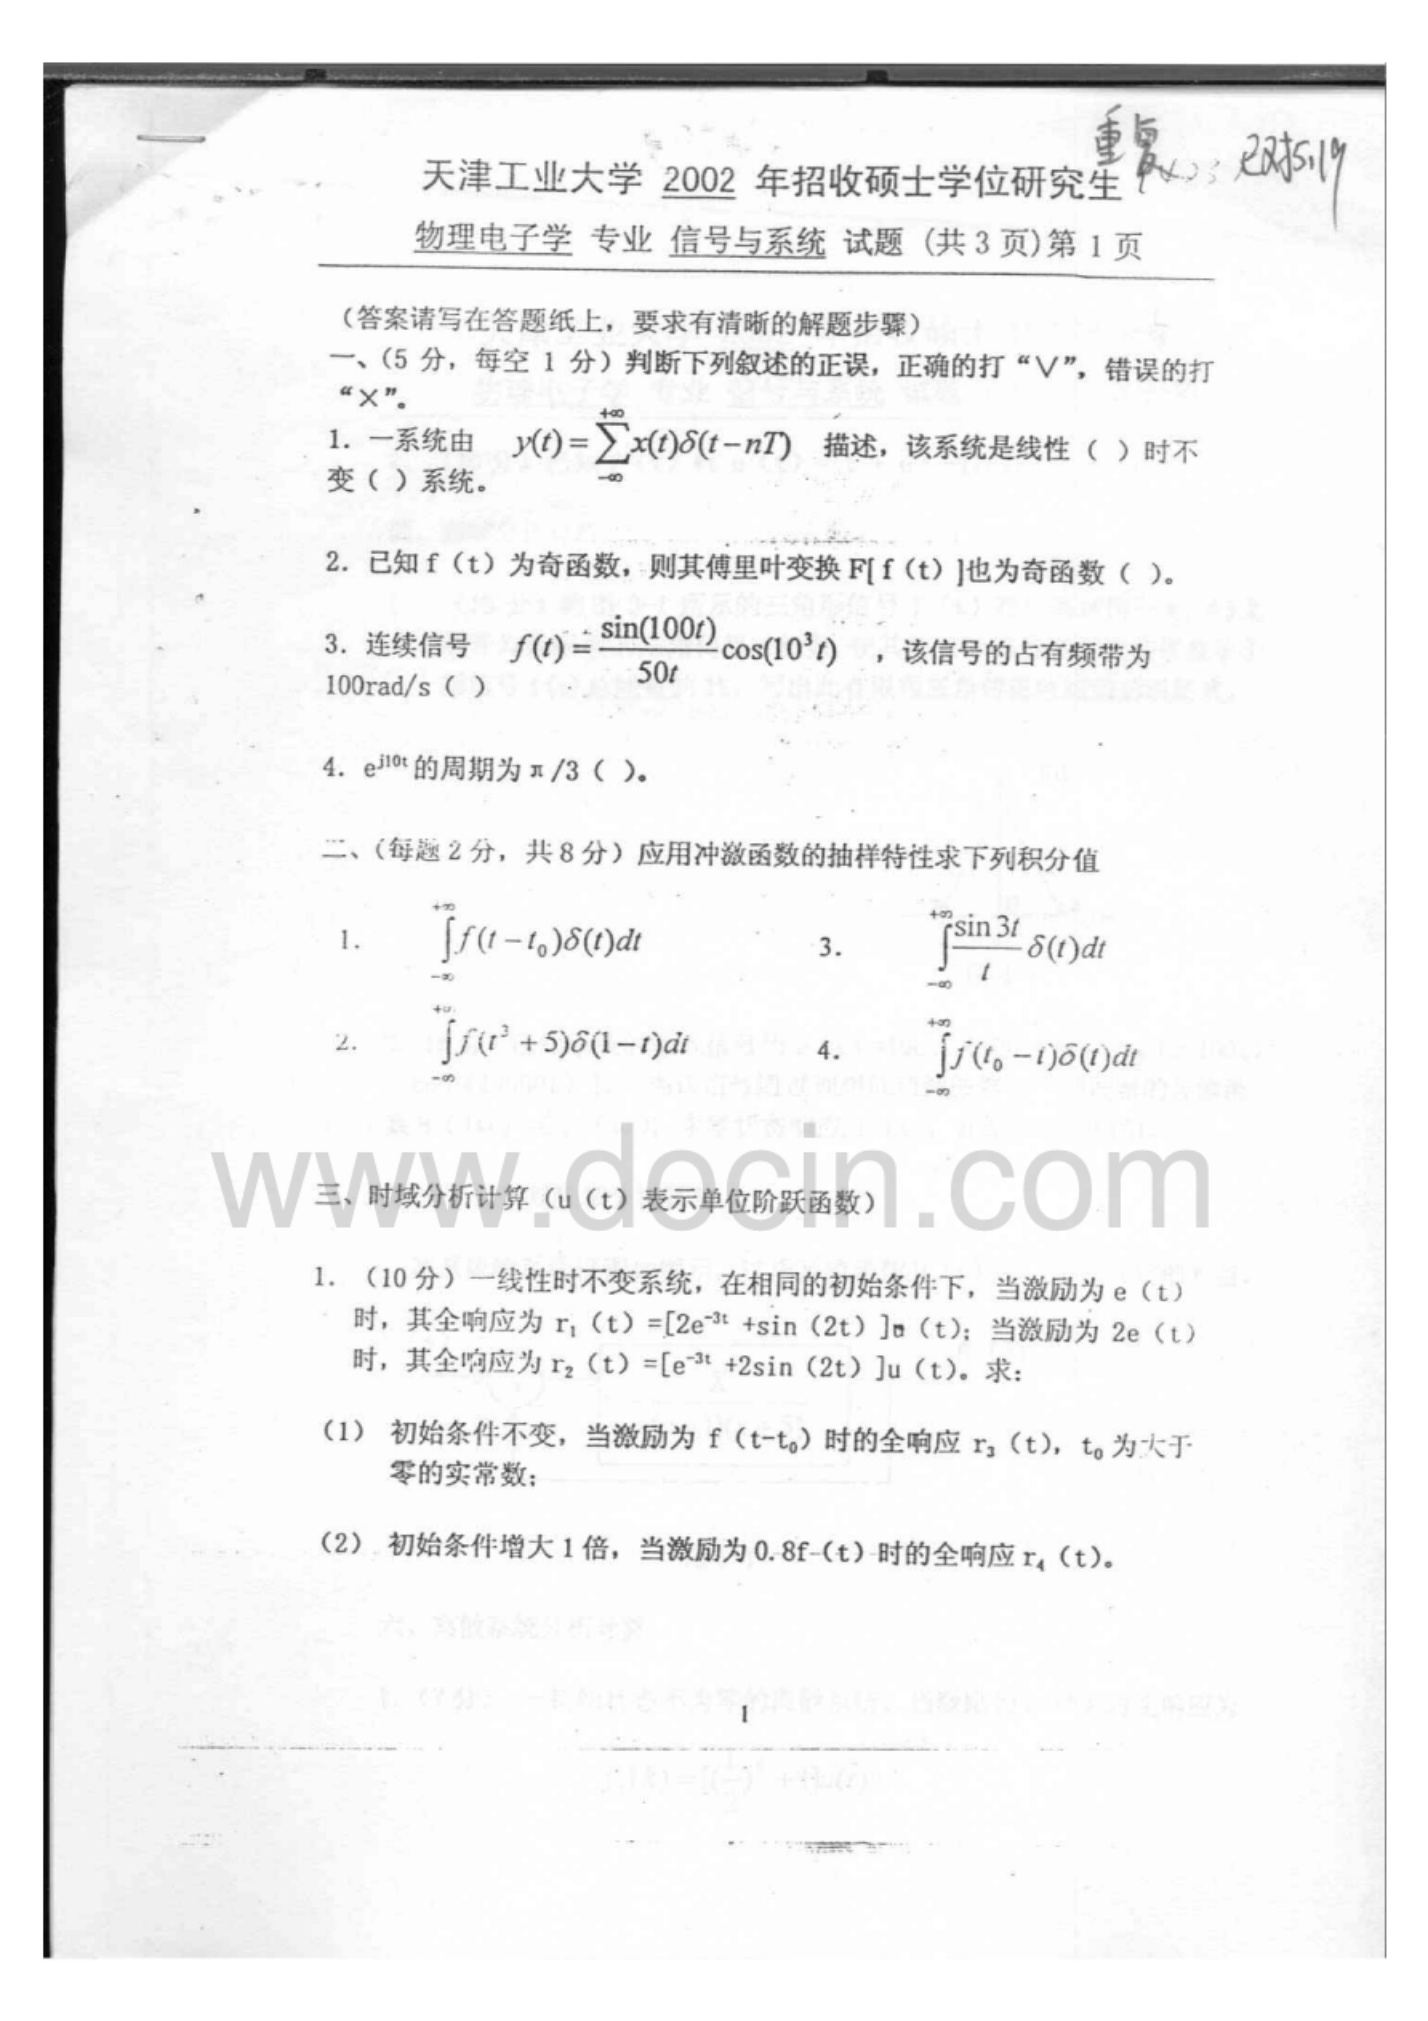 重复
天津工业大学 2002 年招收硕士学位研究生
物理电子学 专业 信号与系统 试题 (共 3 页)第 1 页
(答案请写在答题纸上，要求有清晰的解题步骤)
一、(5 分，每空 1 分) 判断下列叙述的正误，正确的打 “∨”，错误的打
“×”。
1. 一系统由 y(t)=∑_{-∞}^{+∞}x(t)δ(t-nT) 描述，该系统是线性 ( ) 时不
变 ( ) 系统。
2. 已知 f (t) 为奇函数，则其傅里叶变换 F[ f (t) ]也为奇函数 ( )。
3. 连续信号 f(t)=sin(100t)/50t cos(10³t) ，该信号的占有频带为
100rad/s ( )
4. e^{j10t} 的周期为 π/3 ( )。
二、(每题 2 分，共 8 分) 应用冲激函数的抽样特性求下列积分值
1. ∫_{-∞}^{+∞}f(t-t₀)δ(t)dt 3. ∫_{-∞}^{+∞}sin 3t/t δ(t)dt
2. ∫_{-∞}^{+∞}f(t³+5)δ(1-t)dt 4. ∫_{-∞}^{+∞}f(t₀-t)δ(t)dt
www.docin.com
三、时域分析计算 (u (t) 表示单位阶跃函数)
1. (10 分) 一线性时不变系统，在相同的初始条件下，当激励为 e (t)
时，其全响应为 r₁ (t) =[2e^{-3t} +sin (2t) ]u (t)；当激励为 2e (t)
时，其全响应为 r₂ (t) =[e^{-3t} +2sin (2t) ]u (t)。求：
(1) 初始条件不变，当激励为 f (t-t₀) 时的全响应 r₃ (t)，t₀ 为大于
零的实常数；
(2) 初始条件增大 1 倍，当激励为 0.8f (t) 时的全响应 r₄ (t)。
1